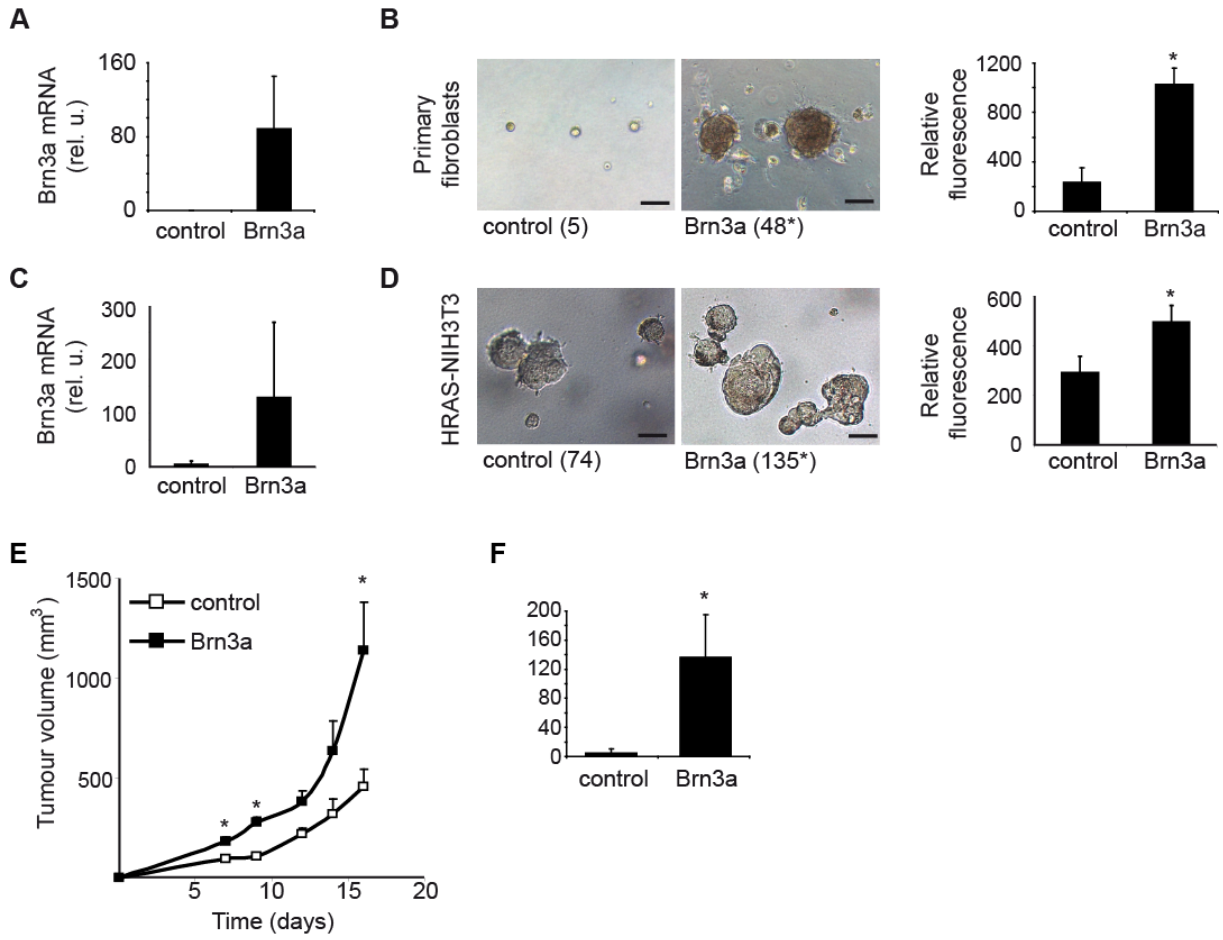 A
Brn3a mRNA
(rel. u.)
160
80
0
control
Brn3a
B
Primary
fibroblasts
control (5)
Brn3a (48*)
Relative
fluorescence
1200
800
400
0
*
control
Brn3a
C
Brn3a mRNA
(rel. u.)
300
200
100
0
control
Brn3a
D
HRAS-NIH3T3
control (74)
Brn3a (135*)
Relative
fluorescence
600
400
200
0
*
control
Brn3a
E
Tumour volume (mm³)
1500
1000
500
control
Brn3a
*
*
*
5
10
15
20
Time (days)
F
200
160
120
80
40
0
*
control
Brn3a